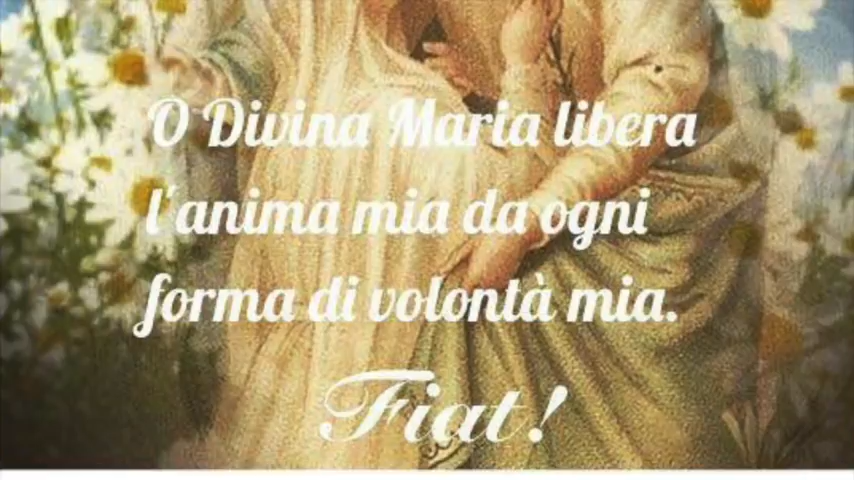 O Divina Maria libera
l'anima mia da ogni
forma di volontà mia.
Fiat!